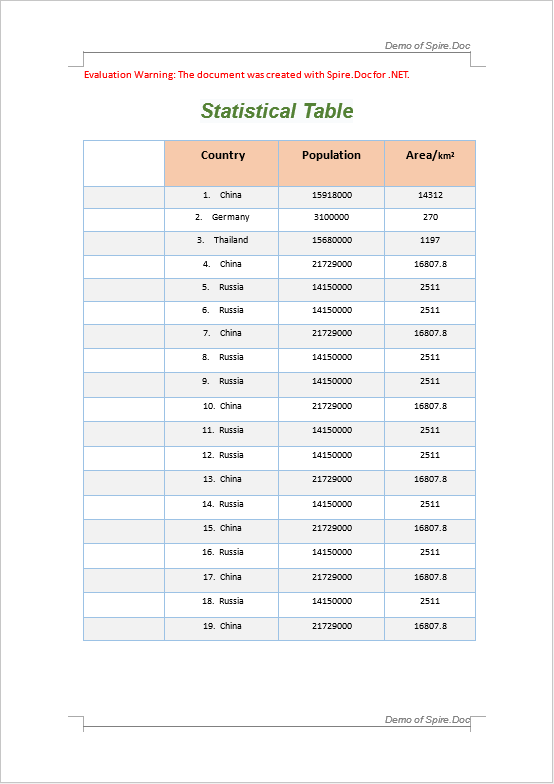 Demo of Spire.Doc
Evaluation Warning: The document was created with Spire.Doc for .NET.
Statistical Table
Country Population Area/km²
1. China 15918000 14312
2. Germany 3100000 270
3. Thailand 15680000 1197
4. China 21729000 16807.8
5. Russia 14150000 2511
6. Russia 14150000 2511
7. China 21729000 16807.8
8. Russia 14150000 2511
9. Russia 14150000 2511
10. China 21729000 16807.8
11. Russia 14150000 2511
12. Russia 14150000 2511
13. China 21729000 16807.8
14. Russia 14150000 2511
15. China 21729000 16807.8
16. Russia 14150000 2511
17. China 21729000 16807.8
18. Russia 14150000 2511
19. China 21729000 16807.8
Demo of Spire.Doc